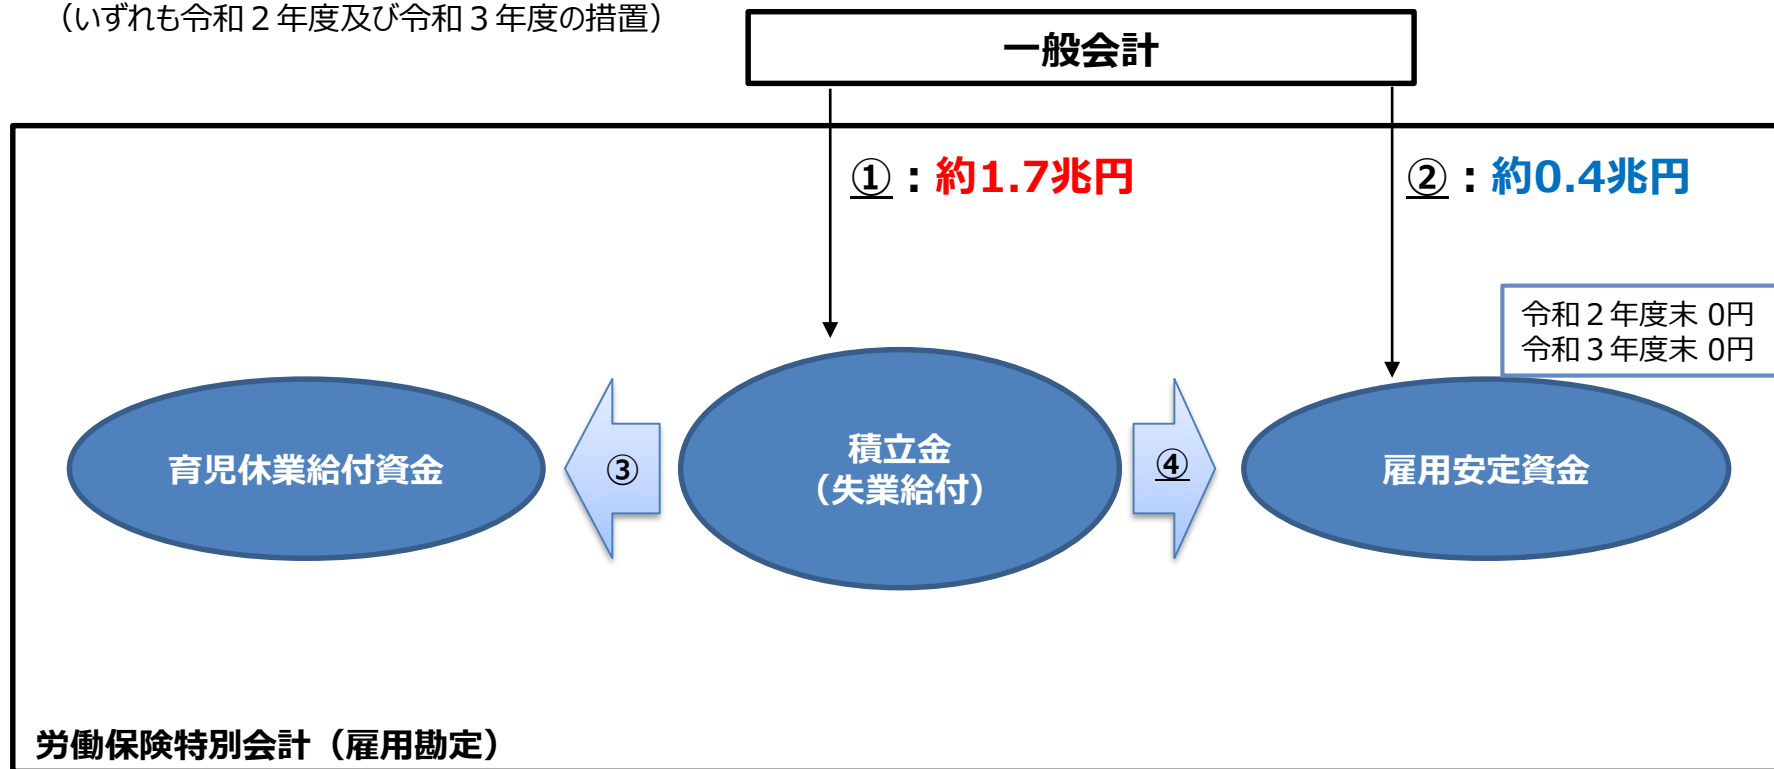 （いずれも令和２年度及び令和３年度の措置）
一般会計
①：約1.7兆円
②：約0.4兆円
令和２年度末 0円
令和３年度末 0円
育児休業給付資金
③
積立金
（失業給付）
④
雇用安定資金
労働保険特別会計（雇用勘定）